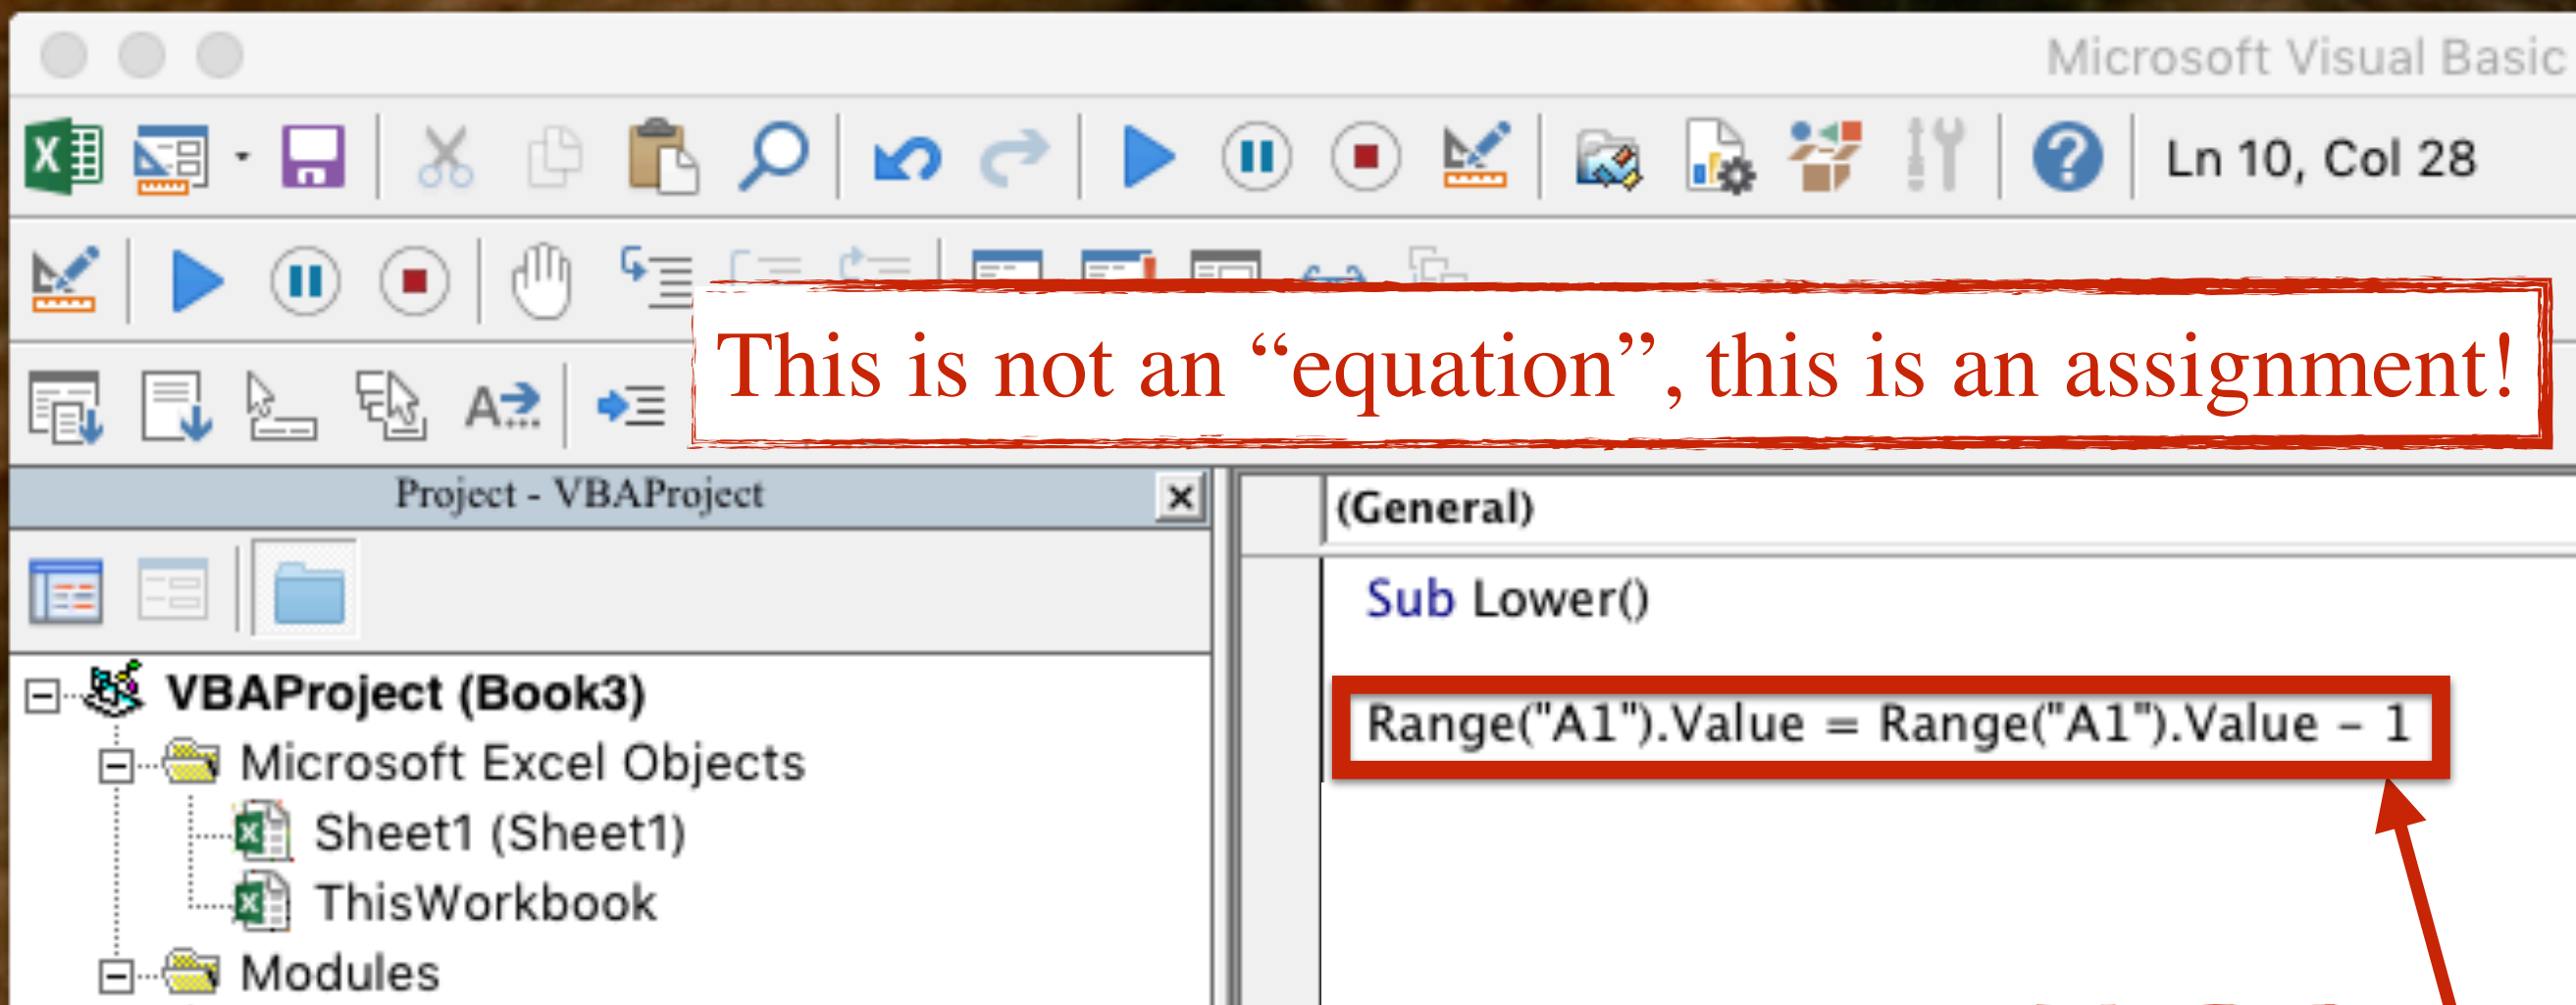 Microsoft Visual Basic
Ln 10, Col 28
This is not an “equation”, this is an assignment!
Project - VBAProject
(General)
Sub Lower()
Range("A1").Value = Range("A1").Value - 1
VBAProject (Book3)
Microsoft Excel Objects
Sheet1 (Sheet1)
ThisWorkbook
Modules